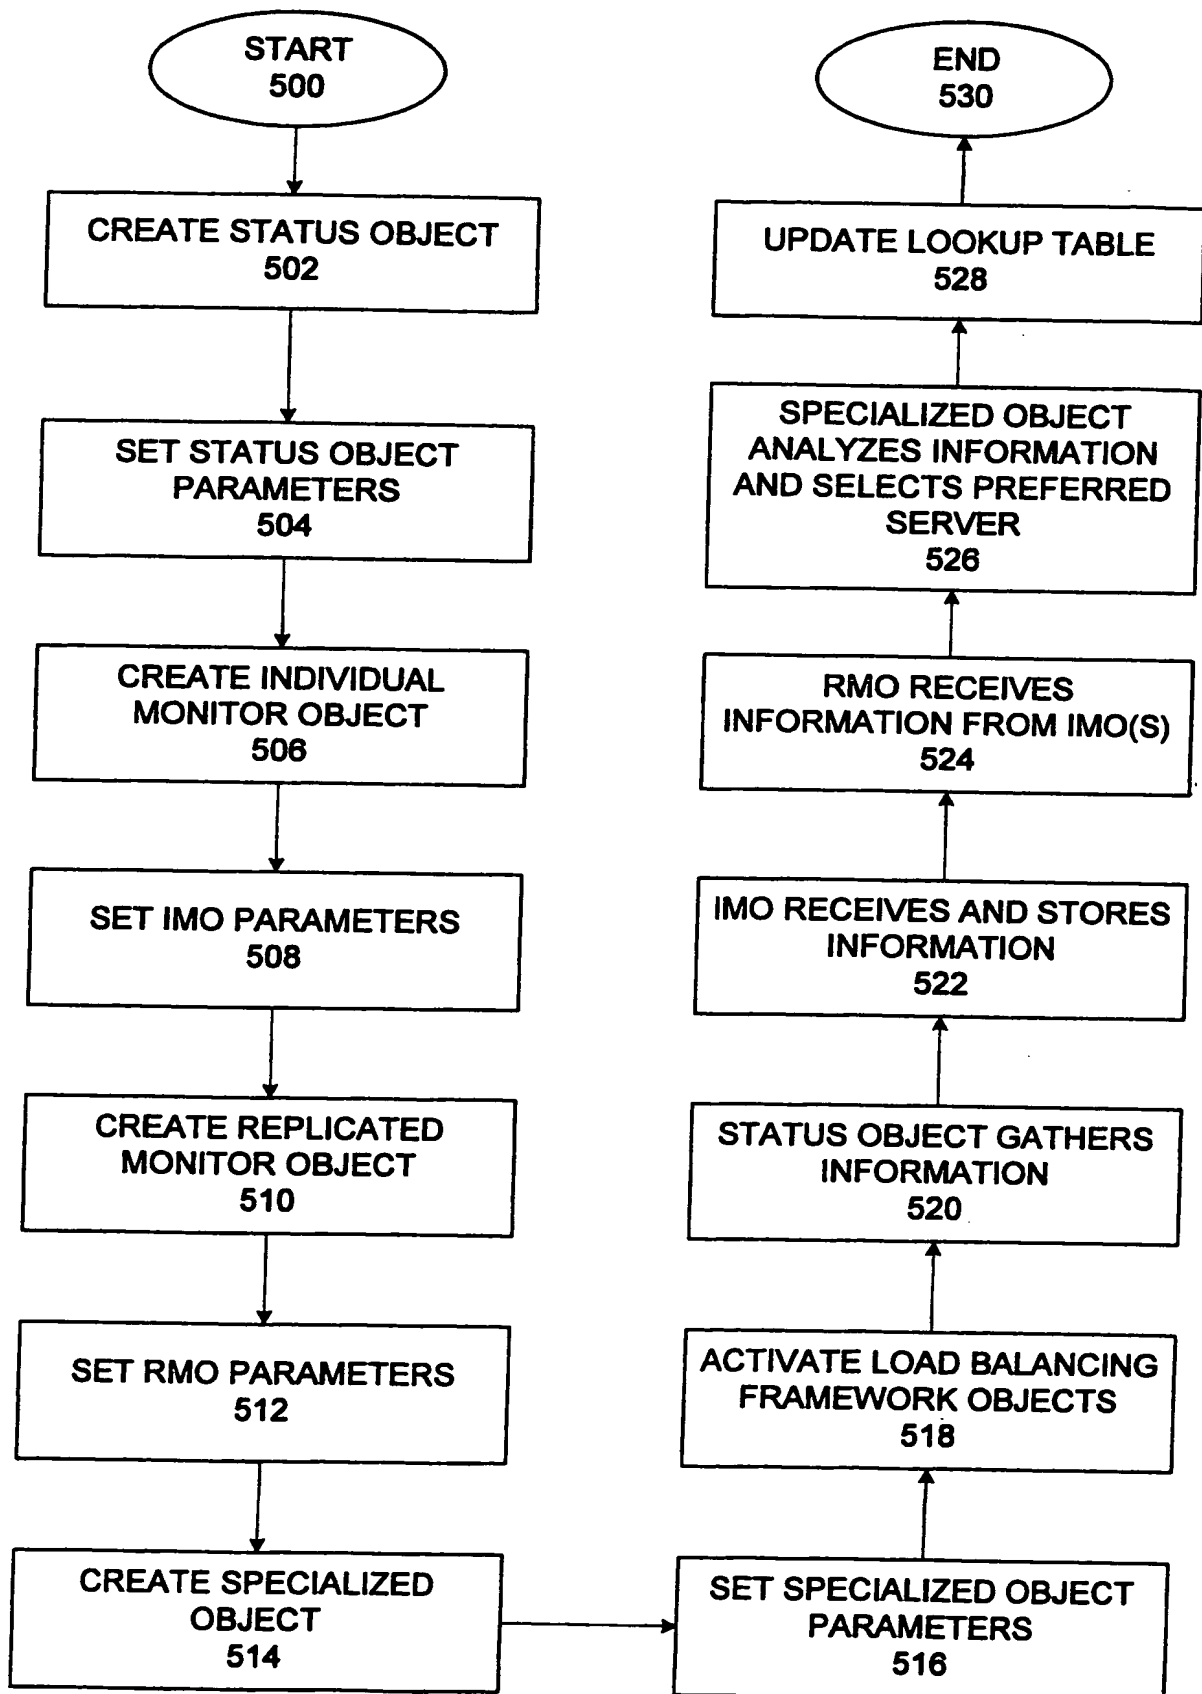 START
500
CREATE STATUS OBJECT
502
SET STATUS OBJECT
PARAMETERS
504
CREATE INDIVIDUAL
MONITOR OBJECT
506
SET IMO PARAMETERS
508
CREATE REPLICATED
MONITOR OBJECT
510
SET RMO PARAMETERS
512
CREATE SPECIALIZED
OBJECT
514
SET SPECIALIZED OBJECT
PARAMETERS
516
ACTIVATE LOAD BALANCING
FRAMEWORK OBJECTS
518
STATUS OBJECT GATHERS
INFORMATION
520
IMO RECEIVES AND STORES
INFORMATION
522
RMO RECEIVES
INFORMATION FROM IMO(S)
524
SPECIALIZED OBJECT
ANALYZES INFORMATION
AND SELECTS PREFERRED
SERVER
526
UPDATE LOOKUP TABLE
528
END
530